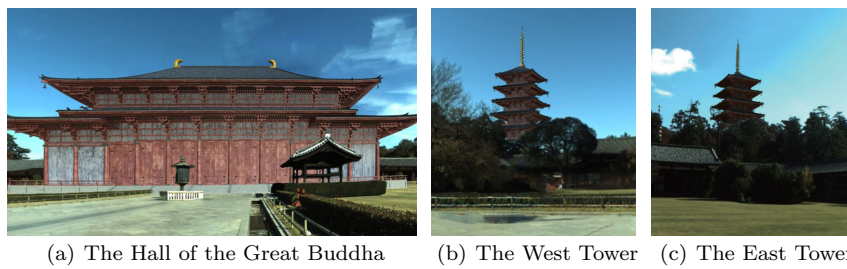 (a) The Hall of the Great Buddha
(b) The West Tower
(c) The East Tower